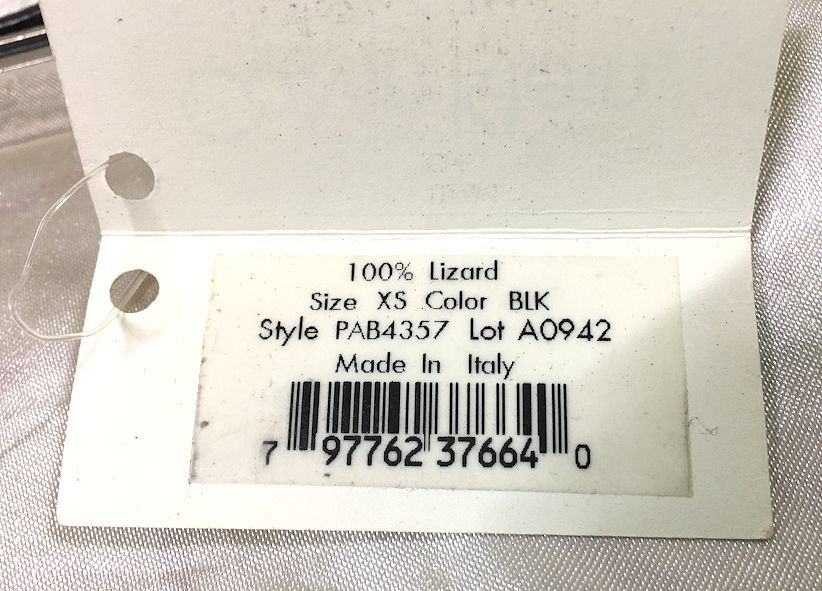 100% Lizard
Size XS Color BLK
Style PAB4357 Lot A0942
Made In Italy
7 97762 37664 0